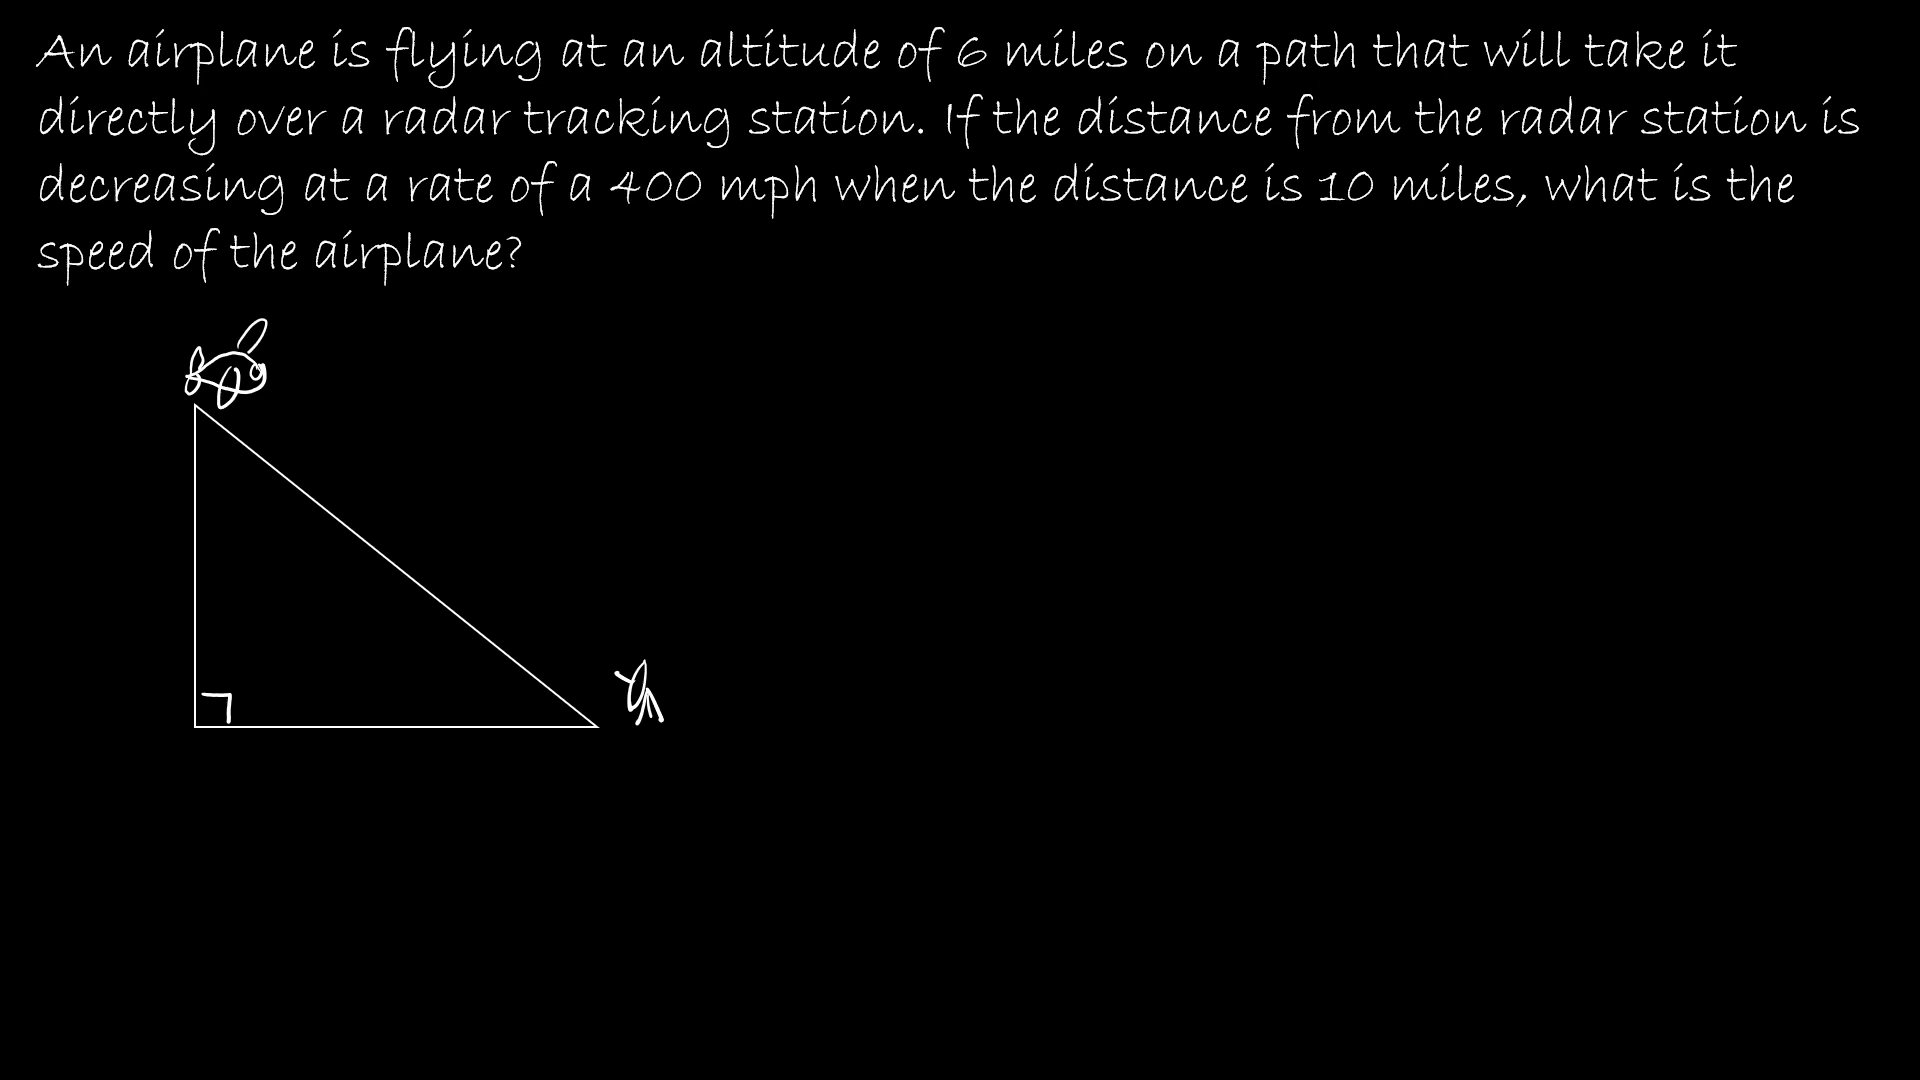 An airplane is flying at an altitude of 6 miles on a path that will take it
directly over a radar tracking station. If the distance from the radar station is
decreasing at a rate of a 400 mph when the distance is 10 miles, what is the
speed of the airplane?